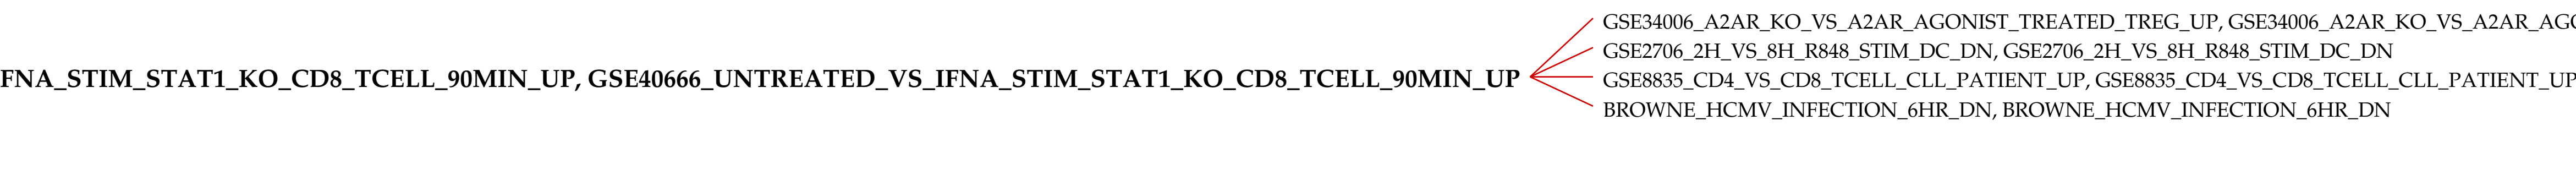 GSE34006_A2AR_KO_VS_A2AR_AGONIST_TREATED_TREG_UP, GSE34006_A2AR_KO_VS_A2AR_AGO
GSE2706_2H_VS_8H_R848_STIM_DC_DN, GSE2706_2H_VS_8H_R848_STIM_DC_DN
FNA_STIM_STAT1_KO_CD8_TCELL_90MIN_UP, GSE40666_UNTREATED_VS_IFNA_STIM_STAT1_KO_CD8_TCELL_90MIN_UP
GSE8835_CD4_VS_CD8_TCELL_CLL_PATIENT_UP, GSE8835_CD4_VS_CD8_TCELL_CLL_PATIENT_UP
BROWNE_HCMV_INFECTION_6HR_DN, BROWNE_HCMV_INFECTION_6HR_DN